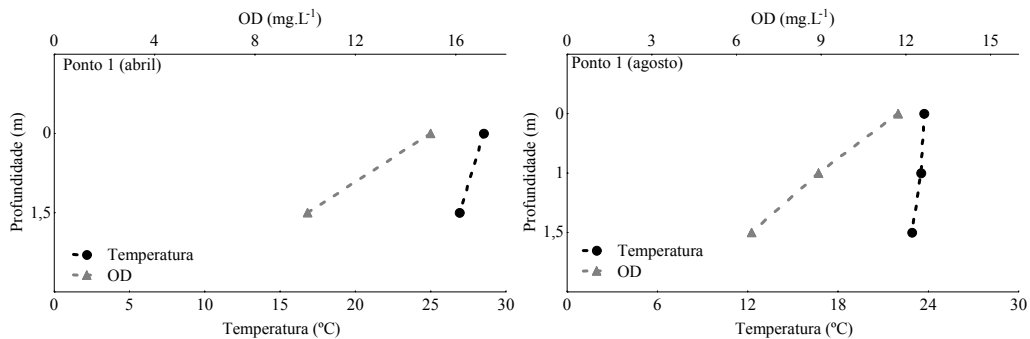 OD (mg.L-1)
0 4 8 12 16
Ponto 1 (abril)
Profundidade (m)
0
1,5
Temperatura
OD
0 5 10 15 20 25 30
Temperatura (ºC)
OD (mg.L-1)
0 3 6 9 12 15
Ponto 1 (agosto)
Profundidade (m)
0
1
1,5
Temperatura
OD
0 6 12 18 24 30
Temperatura (ºC)